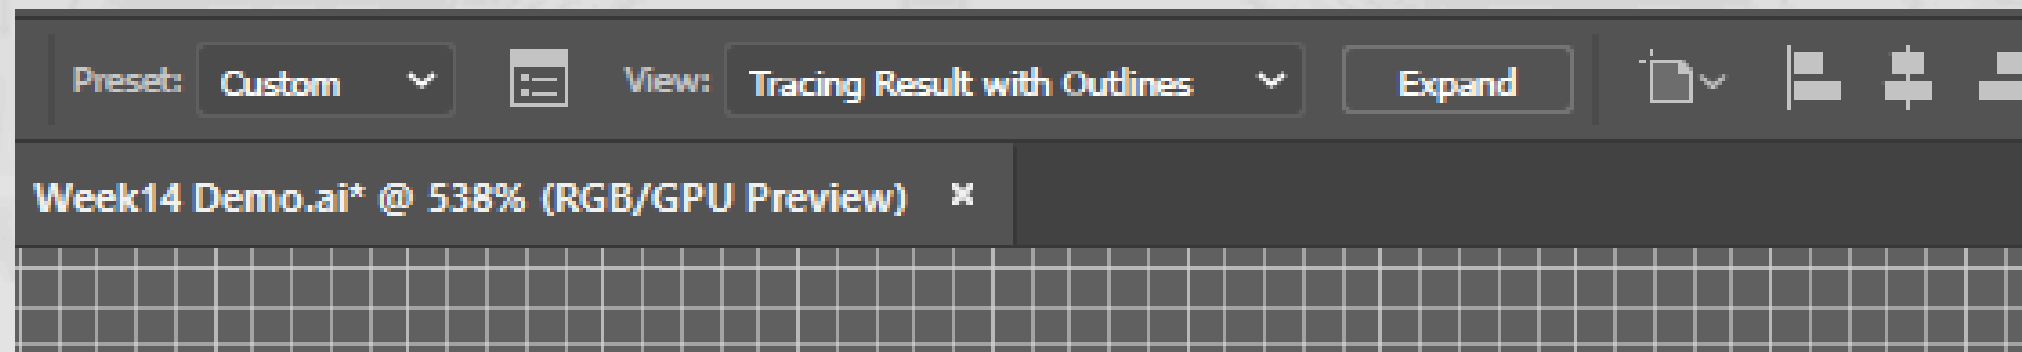 Preset: Custom View: Tracing Result with Outlines Expand
Week14 Demo.ai* @ 538% (RGB/GPU Preview)